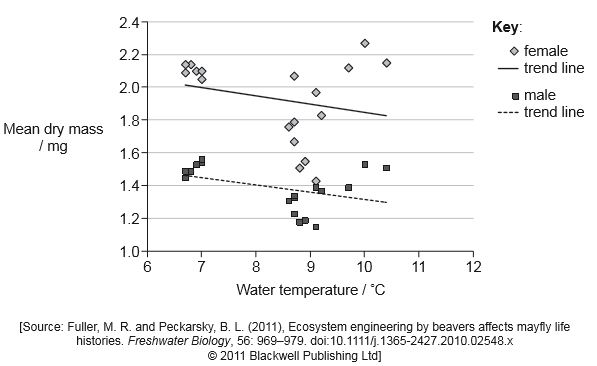 2.4
2.2
2.0
1.8
1.6
1.4
1.2
1.0
Mean dry mass
/ mg
6 7 8 9 10 11 12
Water temperature / ˚C
Key:
female
trend line
male
trend line
[Source: Fuller, M. R. and Peckarsky, B. L. (2011), Ecosystem engineering by beavers affects mayfly life
histories. Freshwater Biology, 56: 969–979. doi:10.1111/j.1365-2427.2010.02548.x
© 2011 Blackwell Publishing Ltd]